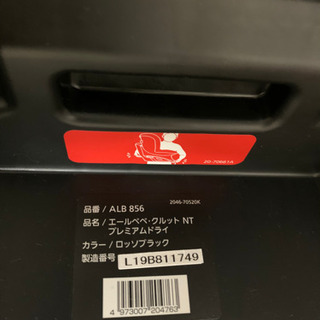 20-70661A
2046-70520K
品番 / ALB 856
品名 / エールベベ・クルット NT
プレミアムドライ
カラー / ロッソブラック
製造番号 L19B811749
4 973007 204763